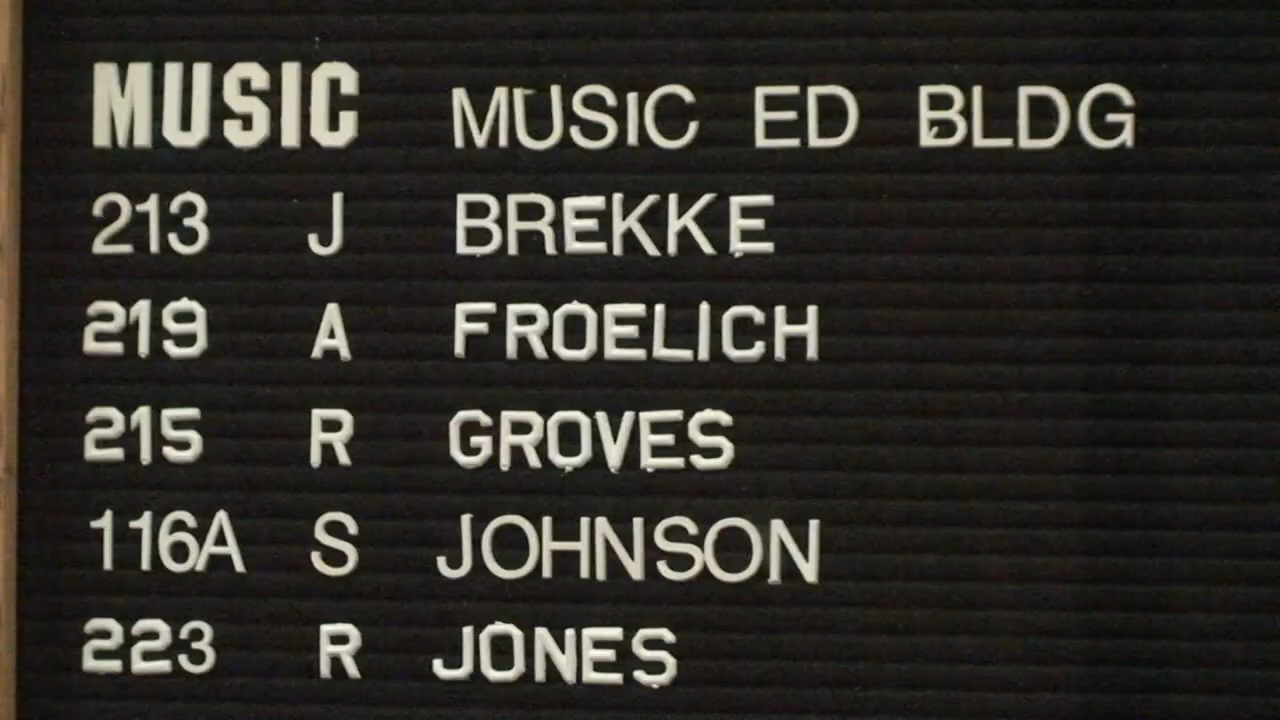 MUSIC MUSIC ED BLDG
213 J BREKKE
219 A FROELICH
215 R GROVES
116A S JOHNSON
223 R JONES